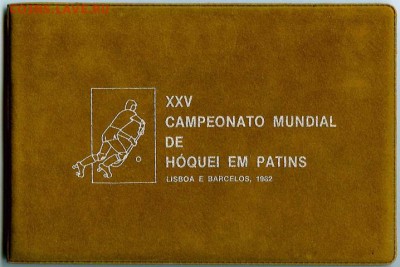 XXV
CAMPEONATO MUNDIAL
DE
HÓQUEI EM PATINS
LISBOA E BARCELOS, 1982